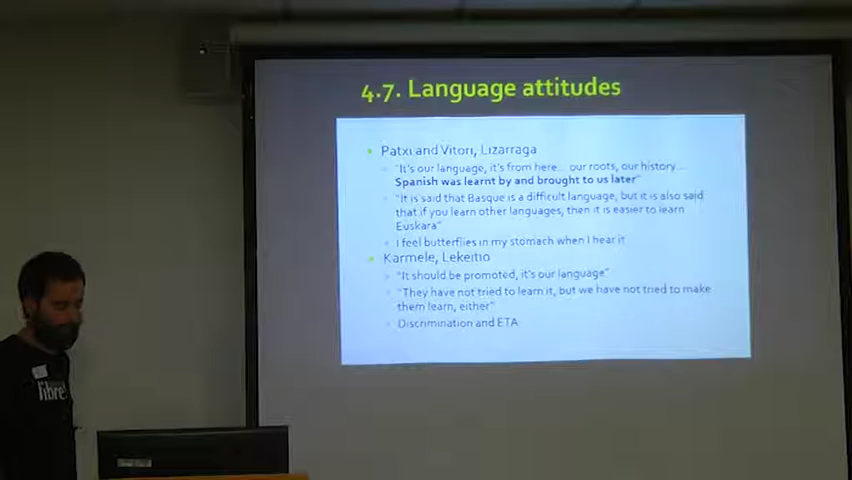 4.7. Language attitudes
Patxi and Vitori, Lizarraga
"It's our language, it's from here... our roots, our history...
Spanish was learnt by and brought to us later"
"It is said that Basque is a difficult language, but it is also said
that if you learn other languages, then it is easier to learn
Euskara"
I feel butterflies in my stomach when I hear it
Karmele, Lekeitio
"It should be promoted, it's our language"
"They have not tried to learn it, but we have not tried to make
them learn, either"
Discrimination and ETA
libre